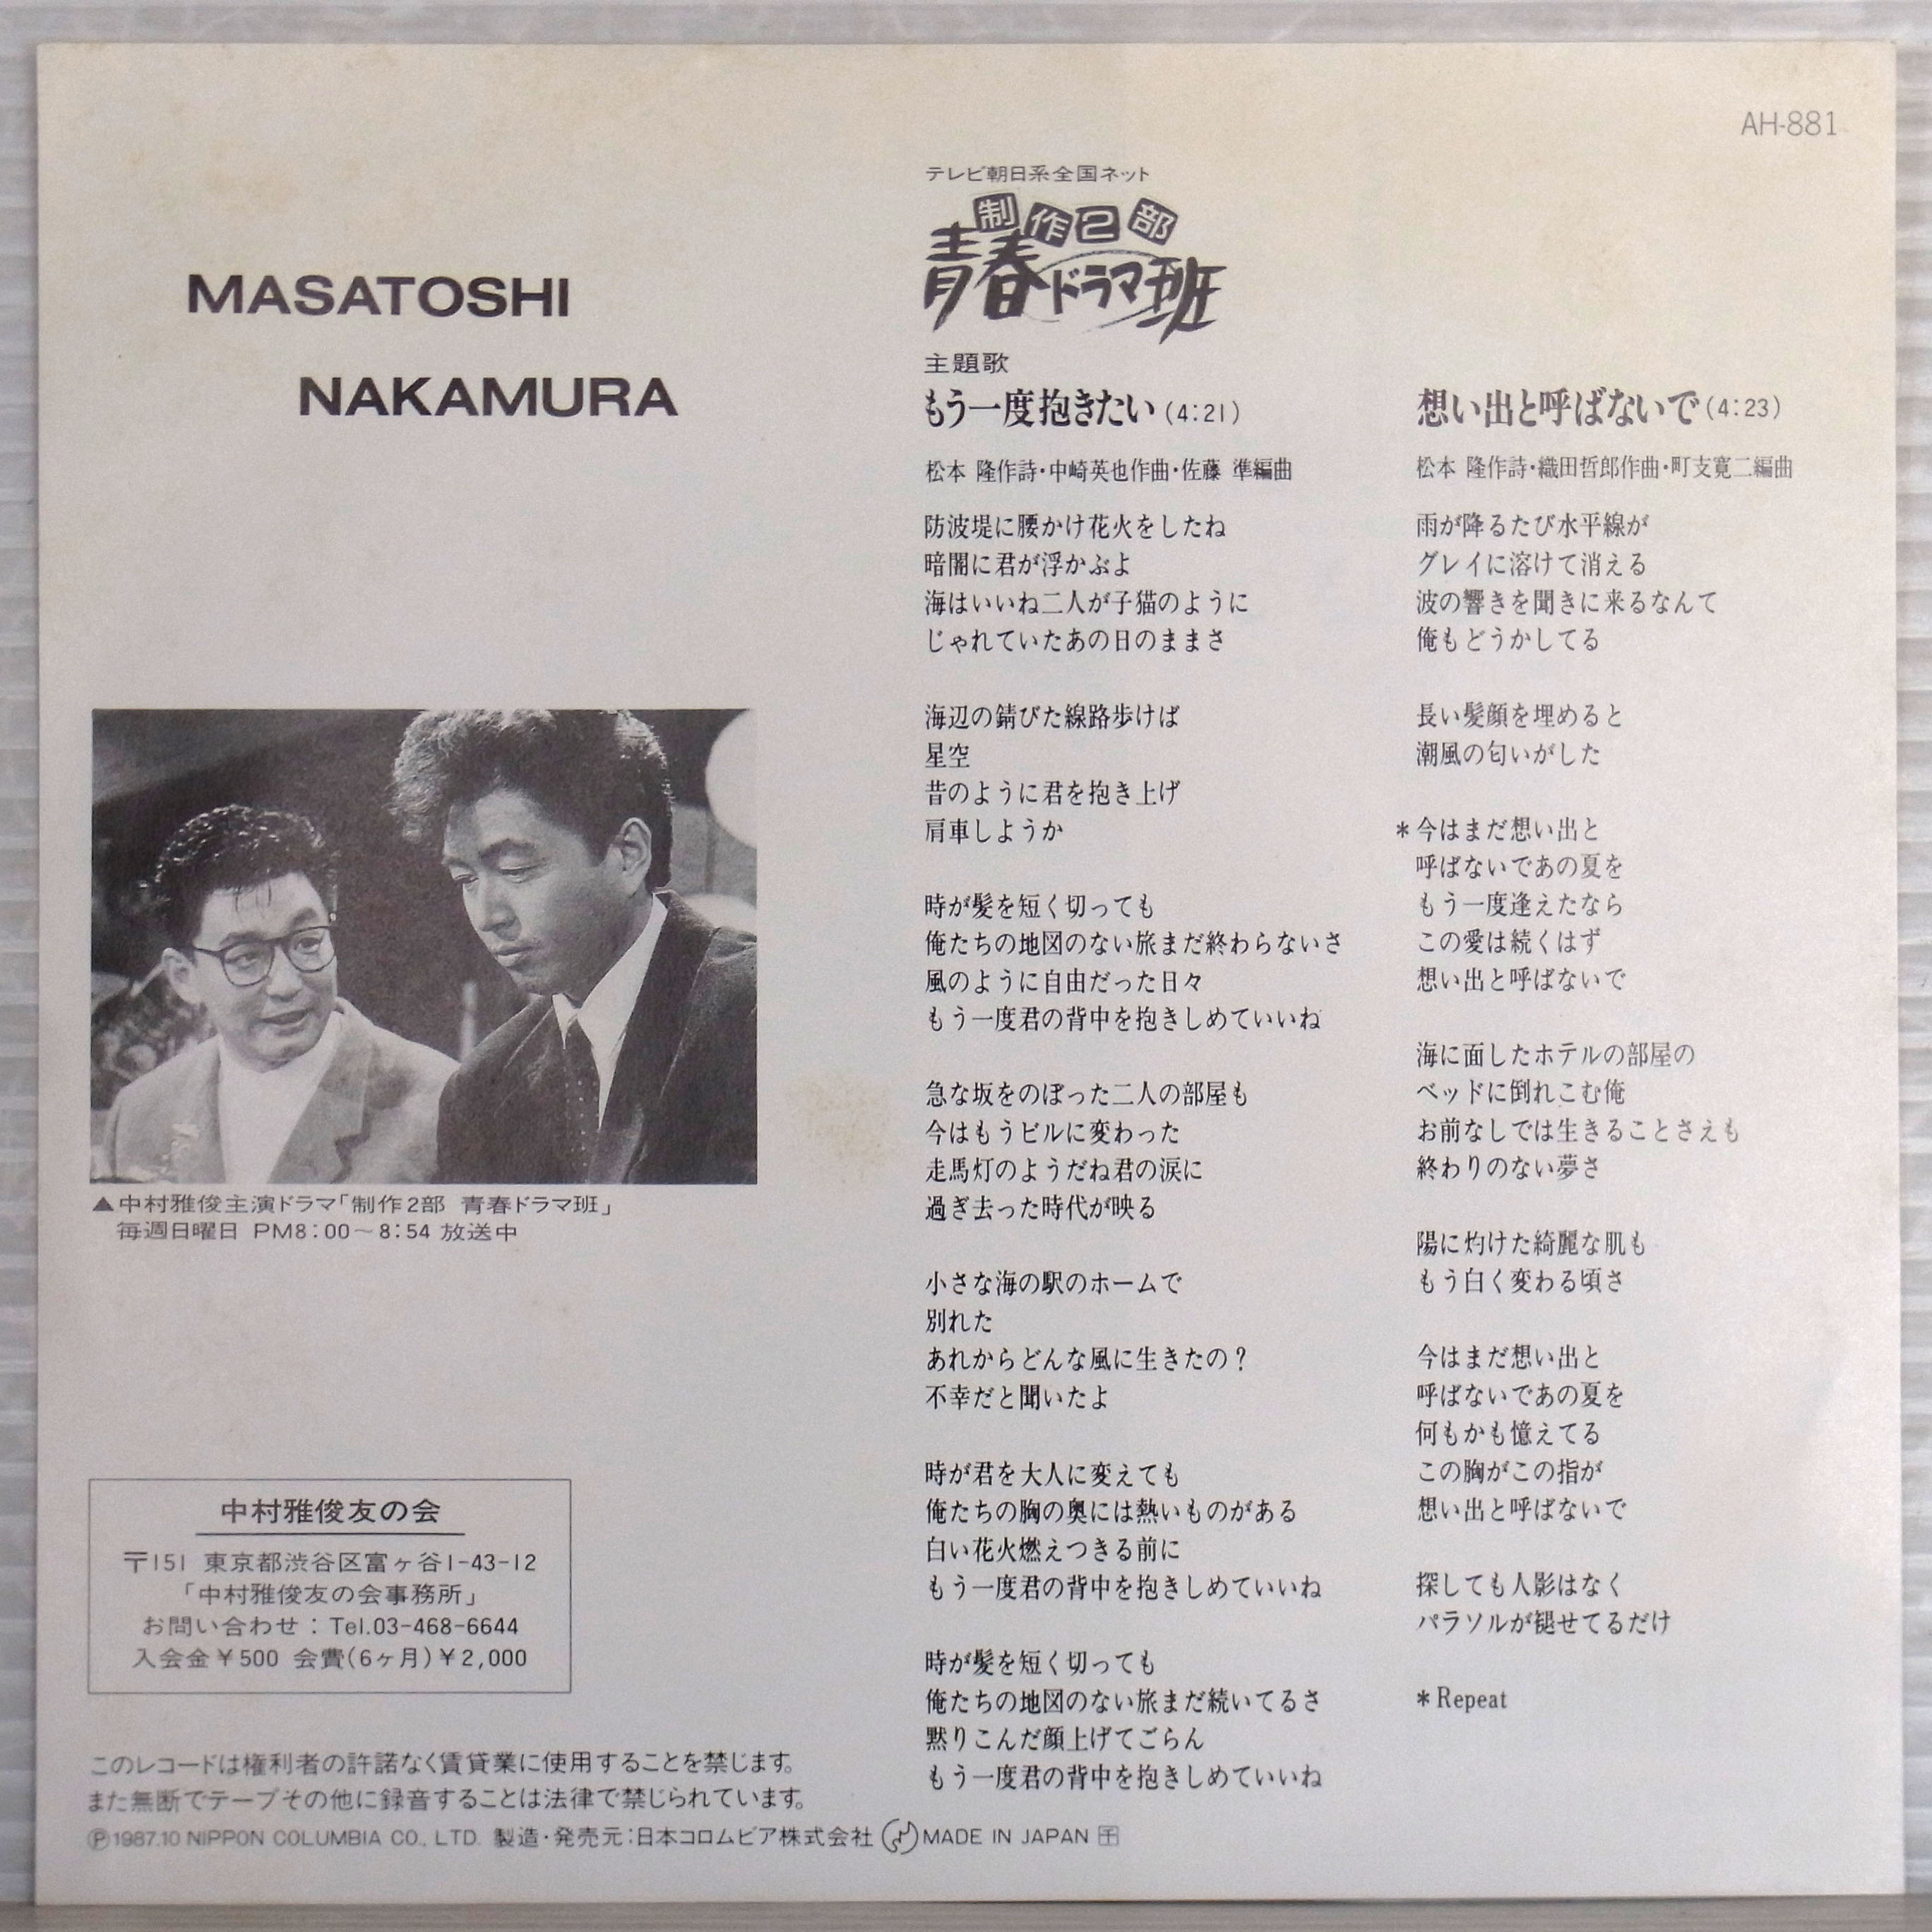 AH-881
MASATOSHI
NAKAMURA
▲中村雅俊主演ドラマ「制作2部 青春ドラマ班」
毎週日曜日 PM8:00〜8:54 放送中
中村雅俊友の会
〒151 東京都渋谷区富ヶ谷1-43-12
「中村雅俊友の会事務所」
お問い合わせ：Tel.03-468-6644
入会金￥500 会費(6ヶ月)￥2,000
このレコードは権利者の許諾なく賃貸業に使用することを禁じます。
また無断でテープその他に録音することは法律で禁じられています。
Ⓟ1987.10 NIPPON COLUMBIA CO., LTD. 製造・発売元:日本コロムビア株式会社 MADE IN JAPAN
テレビ朝日系全国ネット
制作2部
青春ドラマ班
主題歌
もう一度抱きたい(4:21)
松本 隆作詩・中崎英也作曲・佐藤 準編曲
防波堤に腰かけ花火をしたね
暗闇に君が浮かぶよ
海はいいね二人が子猫のように
じゃれていたあの日のままさ
海辺の錆びた線路歩けば
星空
昔のように君を抱き上げ
肩車しようか
時が髪を短く切っても
俺たちの地図のない旅まだ終わらないさ
風のように自由だった日々
もう一度君の背中を抱きしめていいね
急な坂をのぼった二人の部屋も
今はもうビルに変わった
走馬灯のようだね君の涙に
過ぎ去った時代が映る
小さな海の駅のホームで
別れた
あれからどんな風に生きたの？
不幸だと聞いたよ
時が君を大人に変えても
俺たちの胸の奥には熱いものがある
白い花火燃えつきる前に
もう一度君の背中を抱きしめていいね
時が髪を短く切っても
俺たちの地図のない旅まだ続いてるさ
黙りこんだ顔上げてごらん
もう一度君の背中を抱きしめていいね
想い出と呼ばないで(4:23)
松本 隆作詩・織田哲郎作曲・町支寛二編曲
雨が降るたび水平線が
グレイに溶けて消える
波の響きを聞きに来るなんて
俺もどうかしてる
長い髪顔を埋めると
潮風の匂いがした
＊今はまだ想い出と
呼ばないであの夏を
もう一度逢えたなら
この愛は続くはず
想い出と呼ばないで
海に面したホテルの部屋の
ベッドに倒れこむ俺
お前なしでは生きることさえも
終わりのない夢さ
陽に灼けた綺麗な肌も
もう白く変わる頃さ
今はまだ想い出と
呼ばないであの夏を
何もかも憶えてる
この胸がこの指が
想い出と呼ばないで
探しても人影はなく
パラソルが褪せてるだけ
＊Repeat